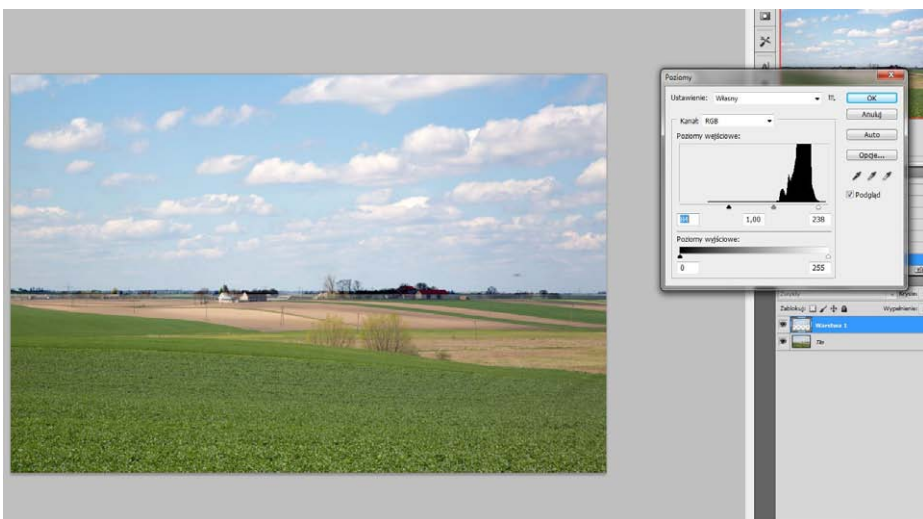 Poziomy
Ustawienie: Własny
OK
Anuluj
Kanał: RGB
Auto
Poziomy wejściowe:
Opcje...
Podgląd
1,00
238
Poziomy wyjściowe:
0
255
Zablokuj:
Wypełnienie:
Warstwa 1
Tło